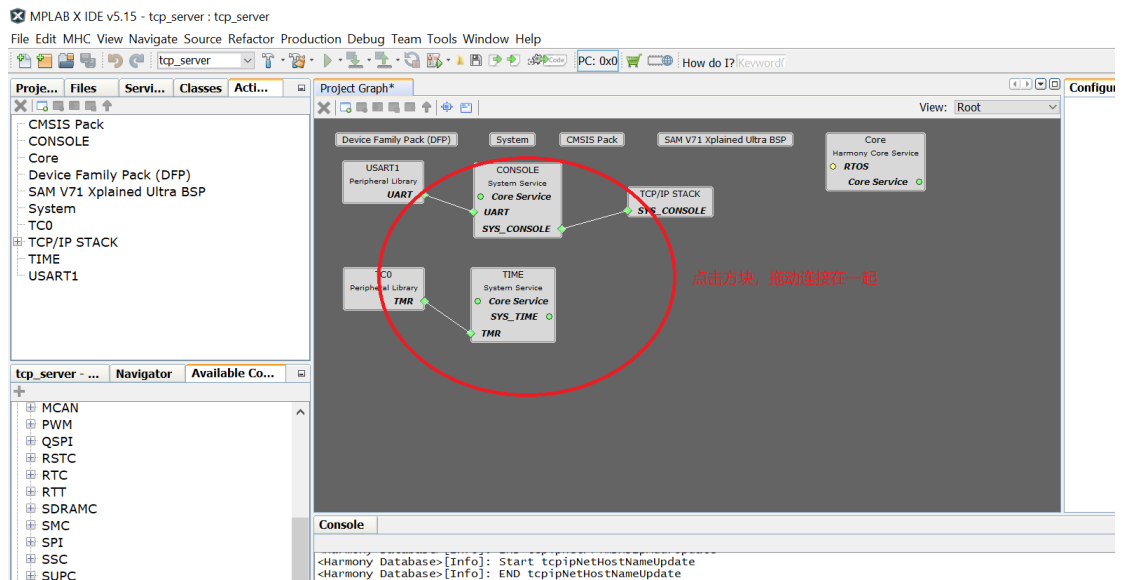 MPLAB X IDE v5.15 - tcp_server : tcp_server
File Edit MHC View Navigate Source Refactor Production Debug Team Tools Window Help
tcp_server PC: 0x0 How do I? Keyword(
Proje... Files Servi... Classes Acti...
CMSIS Pack
CONSOLE
Core
Device Family Pack (DFP)
SAM V71 Xplained Ultra BSP
System
TC0
TCP/IP STACK
TIME
USART1
tcp_server - ... Navigator Available Co...
MCAN
PWM
QSPI
RSTC
RTC
RTT
SDRAMC
SMC
SPI
SSC
SUPC
Project Graph*
View: Root
Device Family Pack (DFP) System CMSIS Pack SAM V71 Xplained Ultra BSP
USART1
Peripheral Library
UART
CONSOLE
System Service
Core Service
UART
SYS_CONSOLE
TCP/IP STACK
SYS_CONSOLE
Core
Harmony Core Service
RTOS
Core Service
TC0
Peripheral Library
TMR
TIME
System Service
Core Service
SYS_TIME
TMR
点击方块，拖动连接在一起
Configur
Console
<Harmony Database>[Info]: Start tcpipNetHostNameUpdate
<Harmony Database>[Info]: END tcpipNetHostNameUpdate